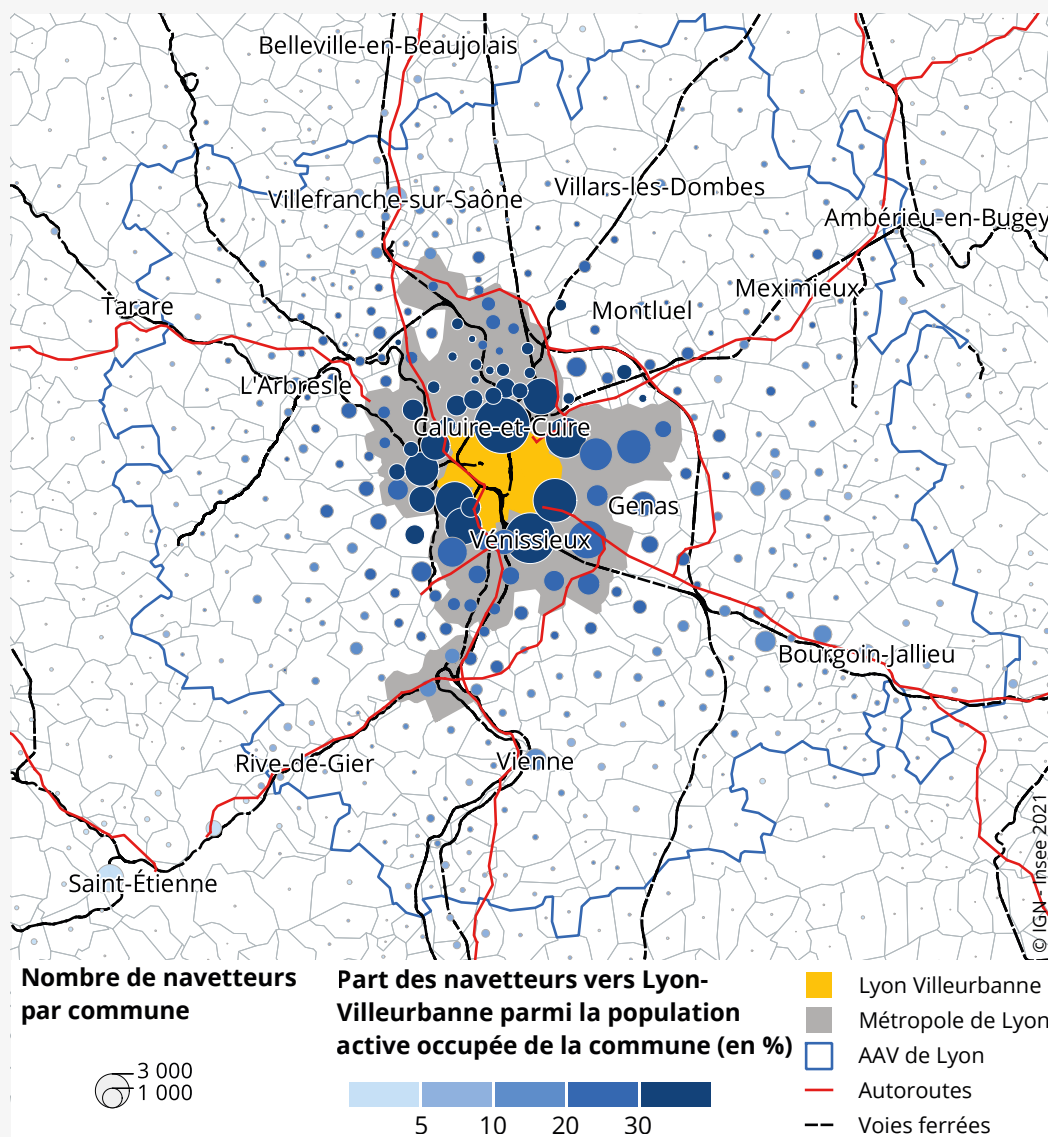 Belleville-en-Beaujolais
Villars-les-Dombes
Villefranche-sur-Saône
Ambérieu-en-Bugey
Meximieux
Tarare
Montluel
L'Arbresle
Caluire-et-Cuire
Genas
Vénissieux
Bourgoin-Jallieu
Rive-de-Gier
Vienne
Saint-Étienne
© IGN - Insee 2021
Nombre de navetteurs
par commune
3 000
1 000
Part des navetteurs vers Lyon-
Villeurbanne parmi la population
active occupée de la commune (en %)
5
10
20
30
Lyon Villeurbanne
Métropole de Lyon
AAV de Lyon
Autoroutes
Voies ferrées